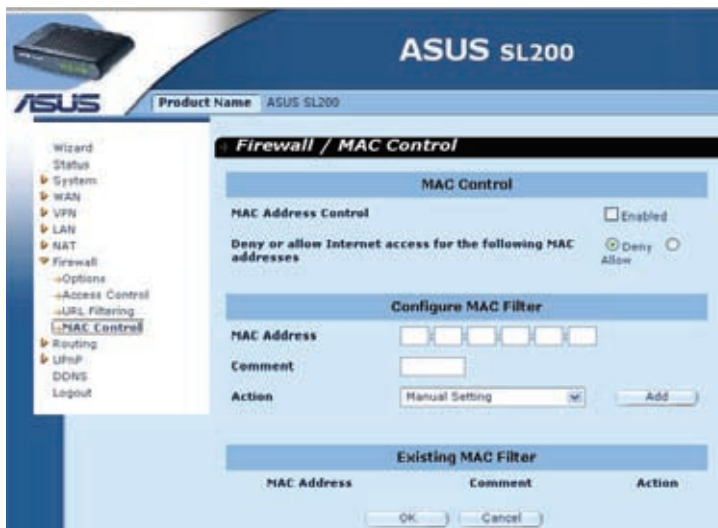 ASUS SL200
ASUS
Product Name ASUS SL200
Wizard
Status
System
WAN
VPN
LAN
NAT
Firewall
Options
Access Control
URL Filtering
MAC Control
Routing
UPnP
DDNS
Logout
Firewall / MAC Control
MAC Control
MAC Address Control Enabled
Deny or allow Internet access for the following MAC Deny
addresses Allow
Configure MAC Filter
MAC Address : : : : :
Comment
Action Manual Setting Add
Existing MAC Filter
MAC Address Comment Action
OK Cancel